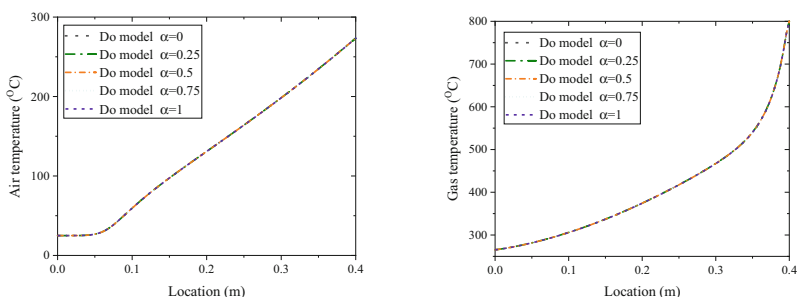 300
200
100
0
Air temperature (OC)
Do model α=0
Do model α=0.25
Do model α=0.5
Do model α=0.75
Do model α=1
0.0 0.1 0.2 0.3 0.4
Location (m)
800
700
600
500
400
300
Gas temperature (OC)
Do model α=0
Do model α=0.25
Do model α=0.5
Do model α=0.75
Do model α=1
0.0 0.1 0.2 0.3 0.4
Location (m)